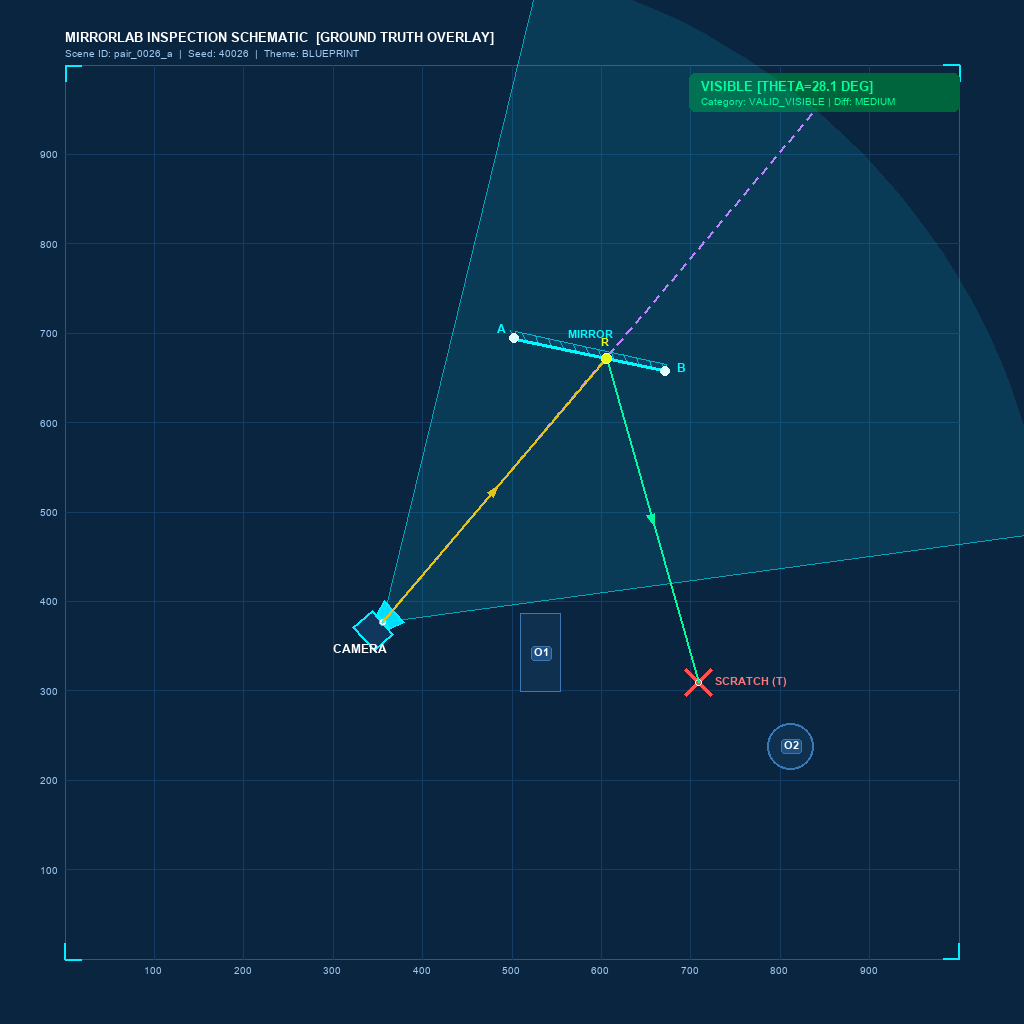 MIRRORLAB INSPECTION SCHEMATIC  [GROUND TRUTH OVERLAY]
Scene ID: pair_0026_a  |  Seed: 40026  |  Theme: BLUEPRINT
VISIBLE [THETA=28.1 DEG]
Category: VALID_VISIBLE | Diff: MEDIUM
900
800
700
600
500
400
300
200
100
A
MIRROR
R
B
CAMERA
O1
SCRATCH (T)
O2
100 200 300 400 500 600 700 800 900